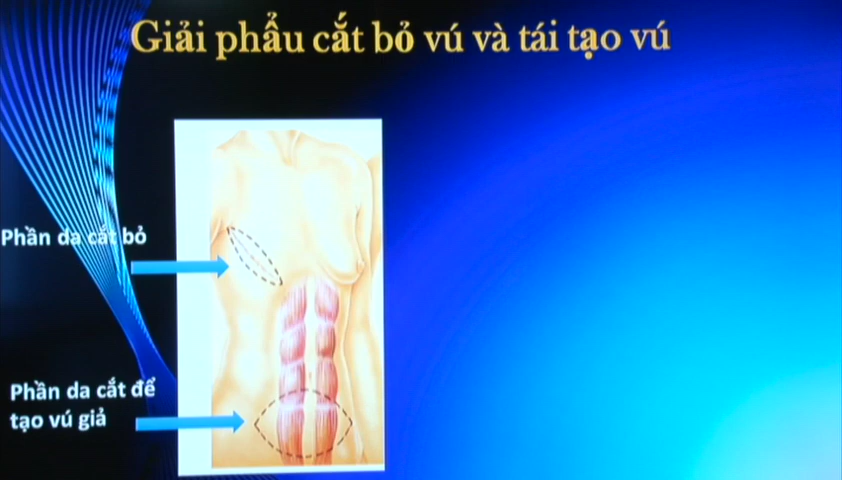 Giải phẩu cắt bỏ vú và tái tạo vú
Phần da cắt bỏ
Phần da cắt để
tạo vú giả